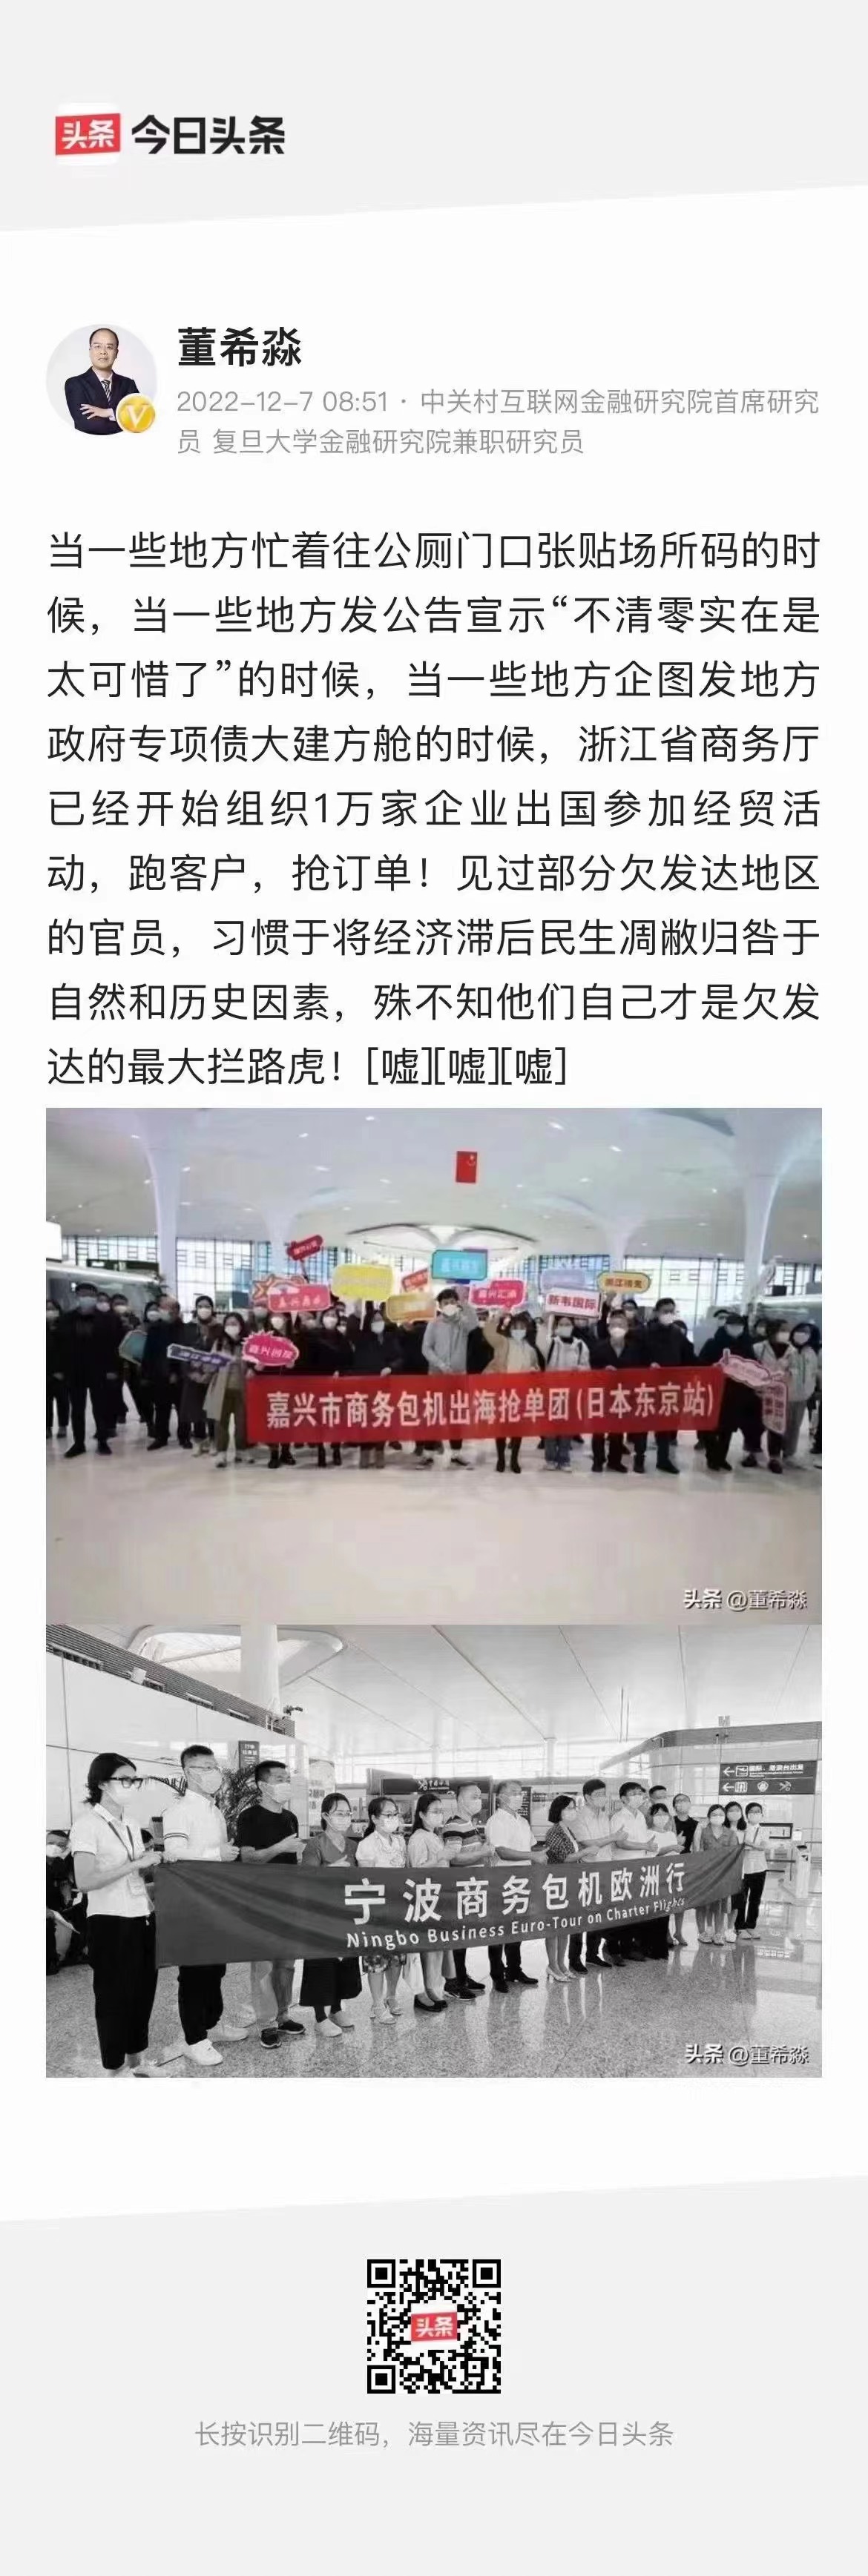 头条 今日头条
董希淼
2022-12-7 08:51 · 中关村互联网金融研究院首席研究
员 复旦大学金融研究院兼职研究员
当一些地方忙着往公厕门口张贴场所码的时
候，当一些地方发公告宣示“不清零实在是
太可惜了”的时候，当一些地方企图发地方
政府专项债大建方舱的时候，浙江省商务厅
已经开始组织1万家企业出国参加经贸活
动，跑客户，抢订单！见过部分欠发达地区
的官员，习惯于将经济滞后民生凋敝归咎于
自然和历史因素，殊不知他们自己才是欠发
达的最大拦路虎！[嘘][嘘][嘘]
新韦国际
嘉兴市商务包机出海抢单团(日本东京站)
头条 @董希淼
宁波商务包机欧洲行
Ningbo Business Euro-Tour on Charter Flights
头条 @董希淼
头条
长按识别二维码，海量资讯尽在今日头条